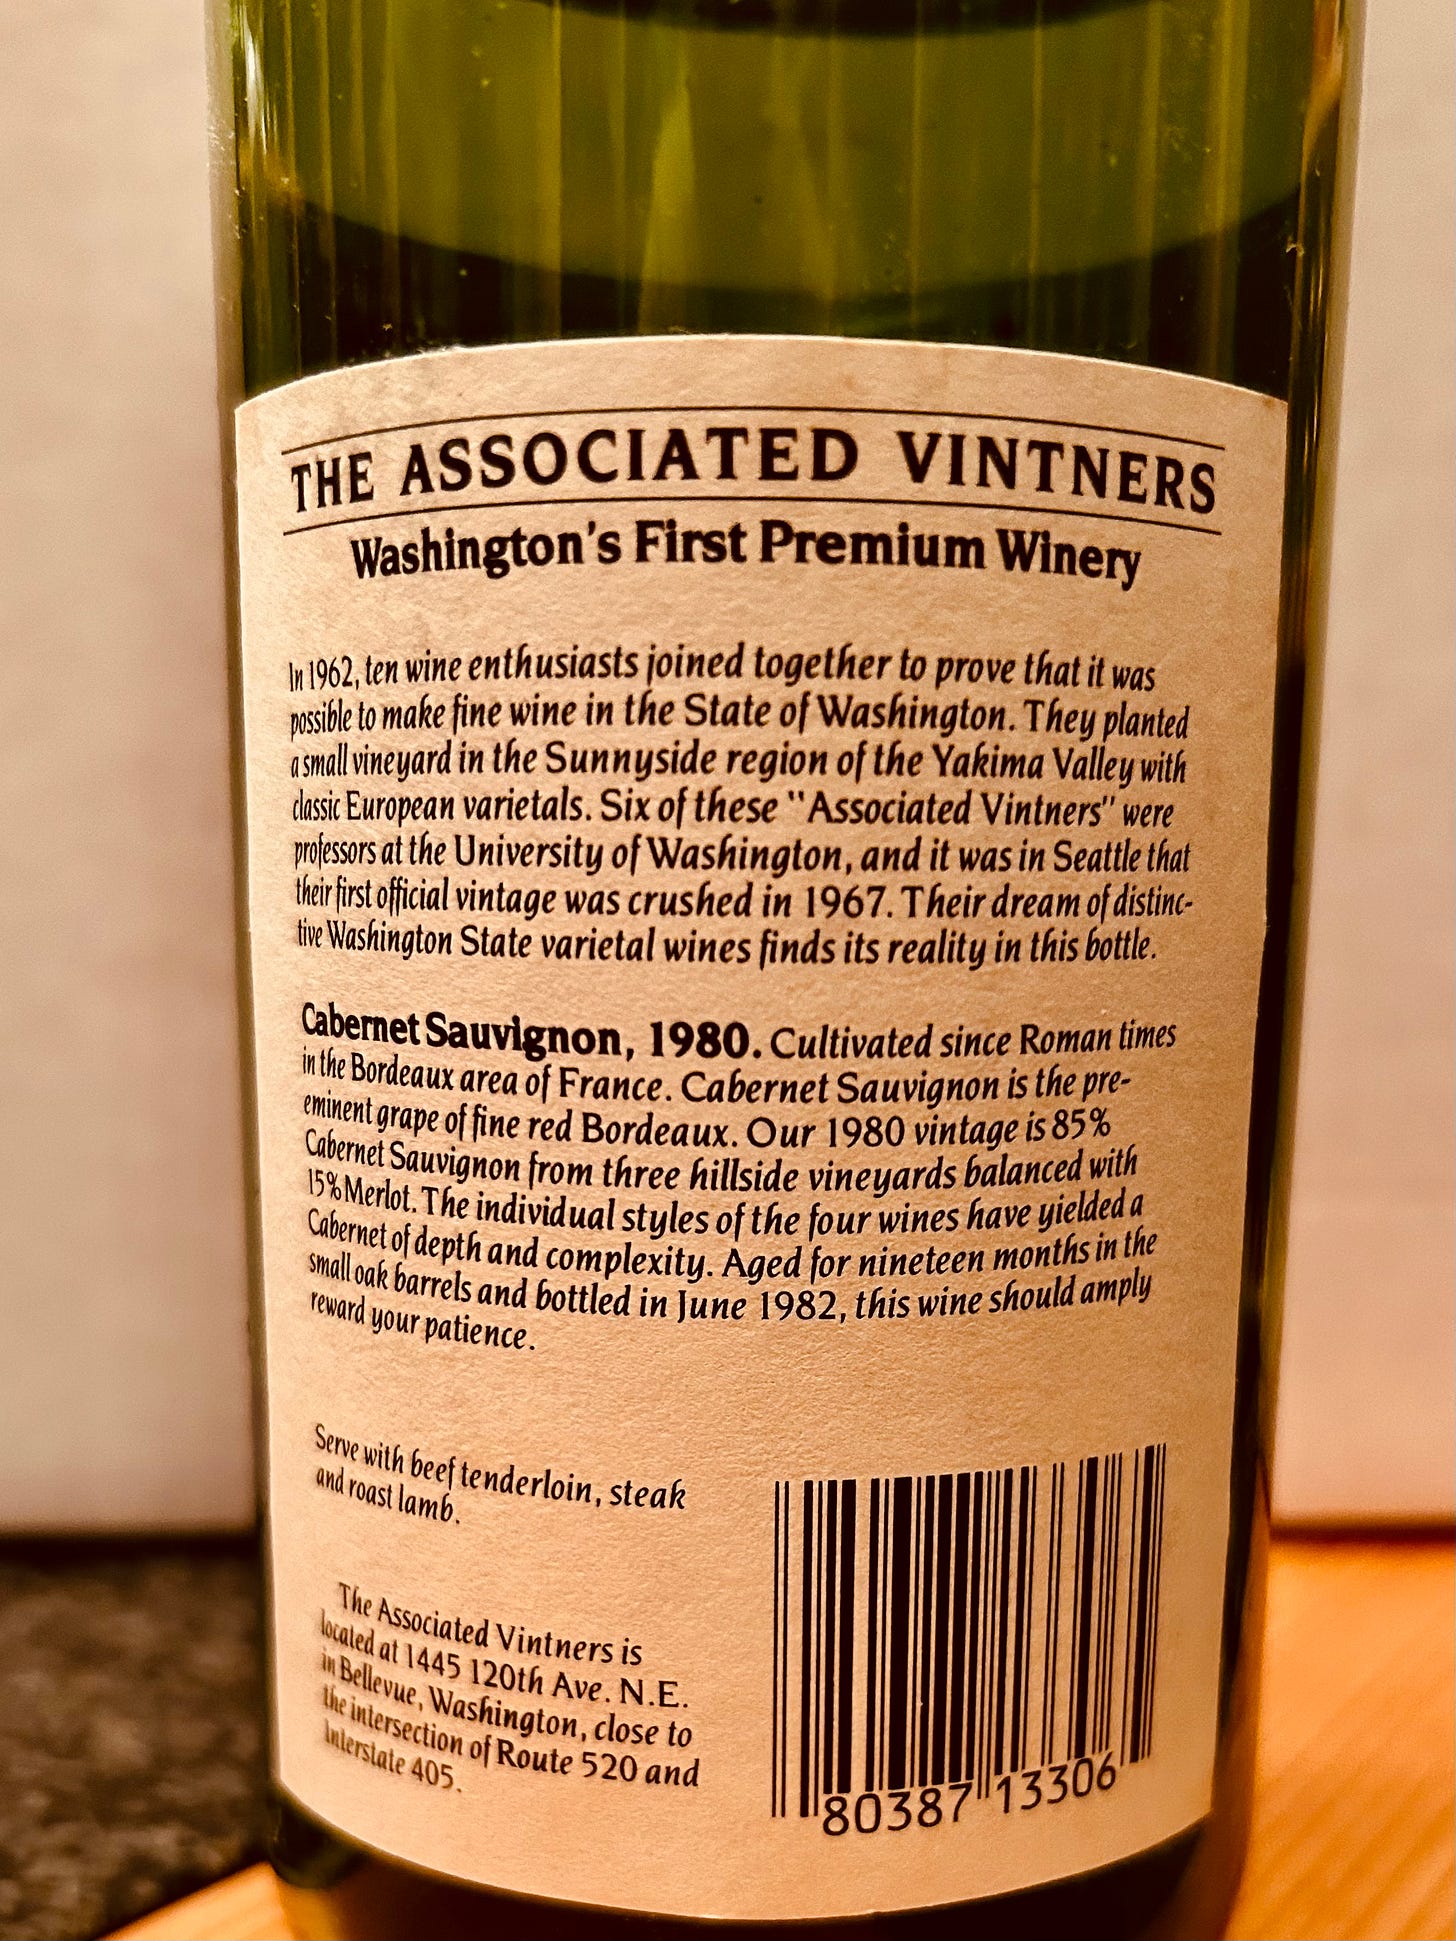 THE ASSOCIATED VINTNERS
Washington's First Premium Winery
In 1962, ten wine enthusiasts joined together to prove that it was
possible to make fine wine in the State of Washington. They planted
a small vineyard in the Sunnyside region of the Yakima Valley with
classic European varietals. Six of these "Associated Vintners" were
professors at the University of Washington, and it was in Seattle that
their first official vintage was crushed in 1967. Their dream of distinc-
tive Washington State varietal wines finds its reality in this bottle.
Cabernet Sauvignon, 1980. Cultivated since Roman times
in the Bordeaux area of France. Cabernet Sauvignon is the pre-
eminent grape of fine red Bordeaux. Our 1980 vintage is 85%
Cabernet Sauvignon from three hillside vineyards balanced with
15% Merlot. The individual styles of the four wines have yielded a
Cabernet of depth and complexity. Aged for nineteen months in the
small oak barrels and bottled in June 1982, this wine should amply
reward your patience.
Serve with beef tenderloin, steak
and roast lamb.
The Associated Vintners is
located at 1445 120th Ave. N.E.
in Bellevue, Washington, close to
the intersection of Route 520 and
Interstate 405.
80387 13306